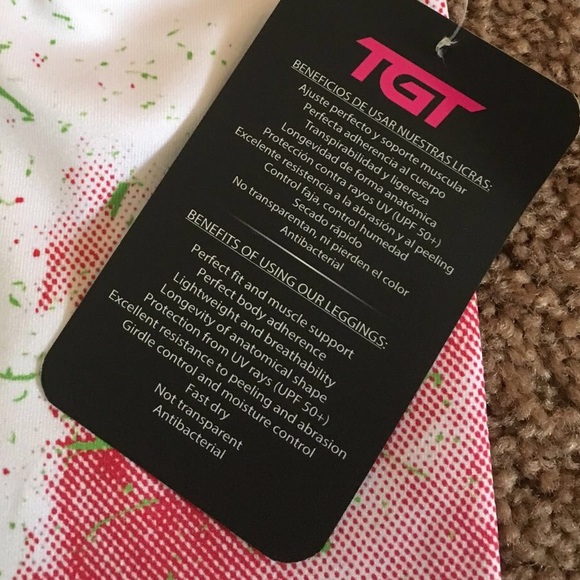 TGT
BENEFICIOS DE USAR NUESTRAS LICRAS:
Ajuste perfecto y soporte muscular
Perfecta adherencia al cuerpo
Transpirabilidad y ligereza
Longevidad de forma anatómica
Protección contra rayos UV (UPF 50+)
Excelente resistencia a la abrasión y al peeling
Control faja, control humedad
Secado rápido
No transparentan, ni pierden el color
Antibacterial
BENEFITS OF USING OUR LEGGINGS:
Perfect fit and muscle support
Perfect body adherence
Lightweight and breathability
Longevity of anatomical shape
Protection from UV rays (UPF 50+)
Excellent resistance to peeling and abrasion
Girdle control and moisture control
Fast dry
Not transparent
Antibacterial